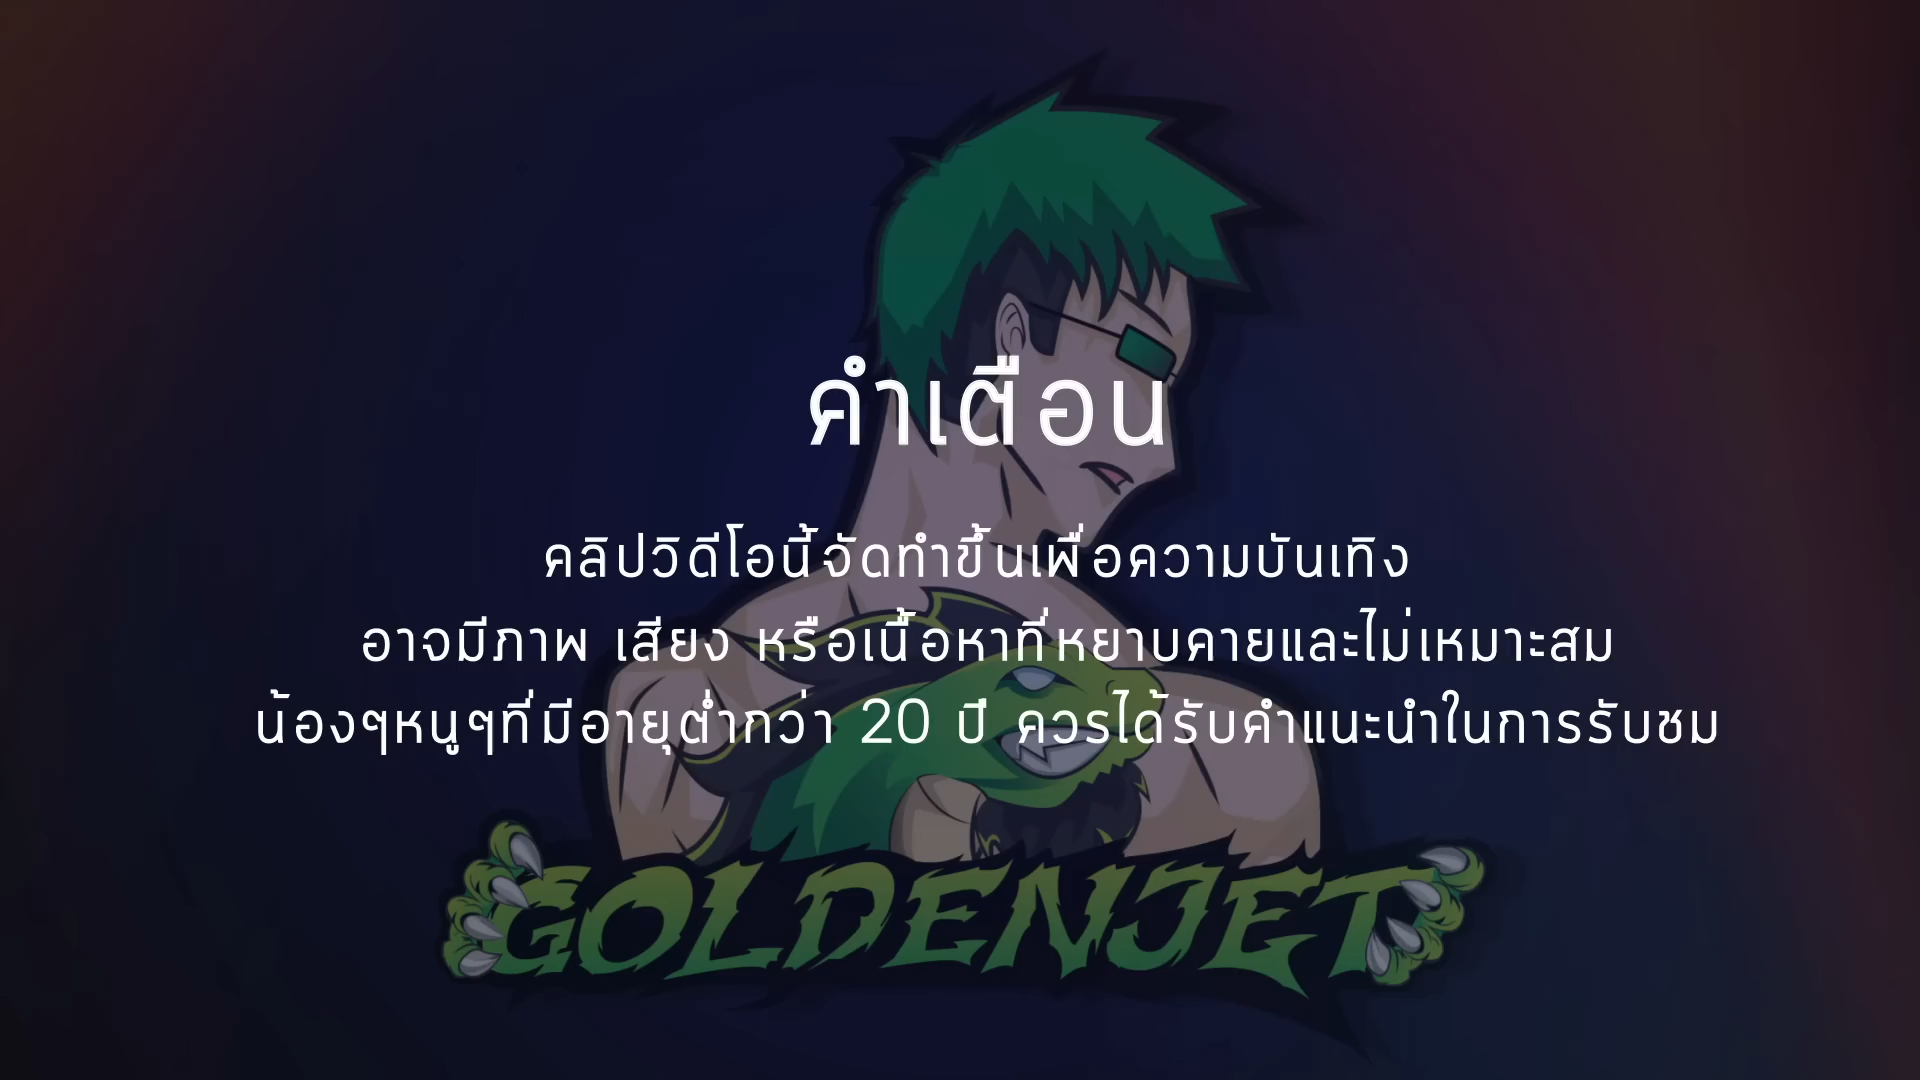 คำเตือน
คลิปวิดีโอนี้จัดทำขึ้นเพื่อความบันเทิง
อาจมีภาพ เสียง หรือเนื้อหาที่หยาบคายและไม่เหมาะสม
น้องๆหนูๆที่มีอายุต่ำกว่า 20 ปี ควรได้รับคำแนะนำในการรับชม
GOLDENJET